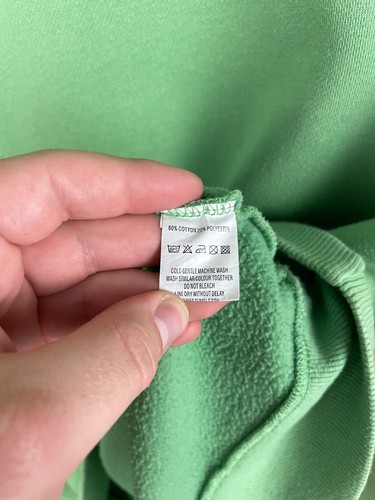 80% COTTON 20% POLYESTER
COLD GENTLE MACHINE WASH
WASH SIMILAR COLOUR TOGETHER
DO NOT BLEACH
LINE DRY WITHOUT DELAY